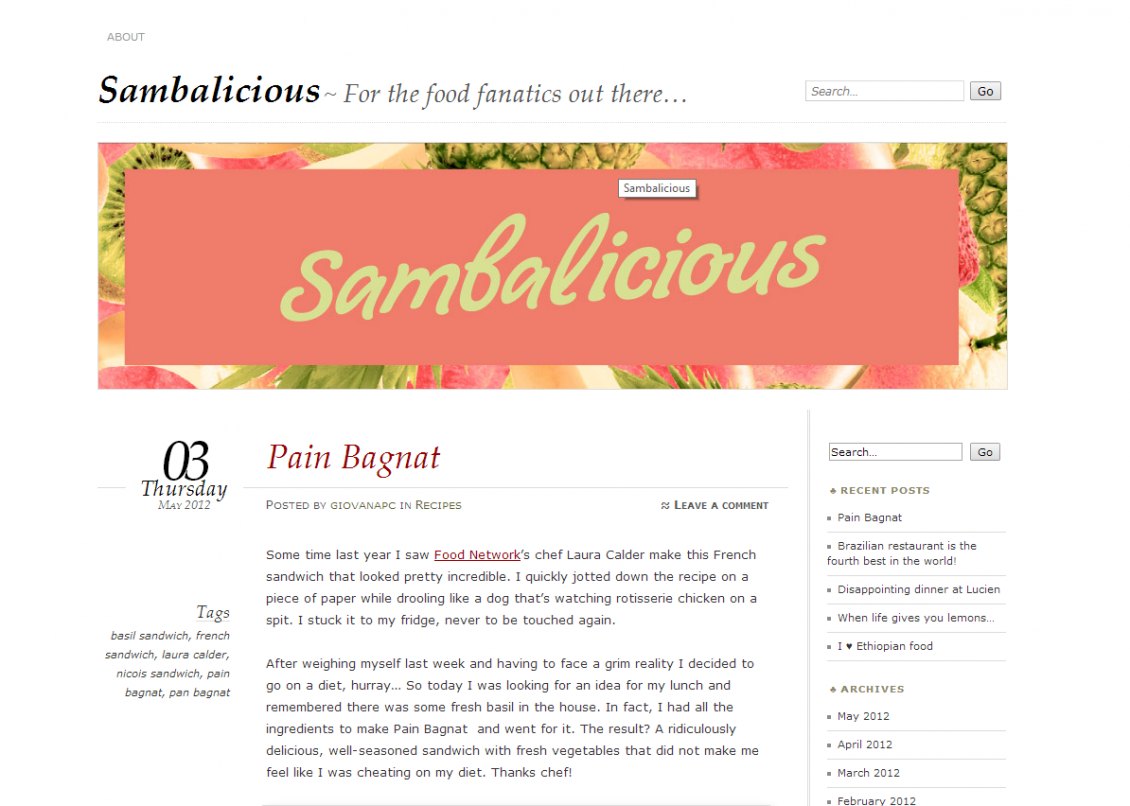 ABOUT
Sambalicious ~ For the food fanatics out there…
Search... Go
Sambalicious
Sambalicious
03
Thursday
May 2012
Pain Bagnat
Posted by giovanapc in Recipes
≈ Leave a comment
Some time last year I saw Food Network’s chef Laura Calder make this French
sandwich that looked pretty incredible. I quickly jotted down the recipe on a
piece of paper while drooling like a dog that’s watching rotisserie chicken on a
spit. I stuck it to my fridge, never to be touched again.
Tags
basil sandwich, french
sandwich, laura calder,
nicois sandwich, pain
bagnat, pan bagnat
After weighing myself last week and having to face a grim reality I decided to
go on a diet, hurray… So today I was looking for an idea for my lunch and
remembered there was some fresh basil in the house. In fact, I had all the
ingredients to make Pain Bagnat and went for it. The result? A ridiculously
delicious, well-seasoned sandwich with fresh vegetables that did not make me
feel like I was cheating on my diet. Thanks chef!
Search... Go
♣ RECENT POSTS
Pain Bagnat
Brazilian restaurant is the
fourth best in the world!
Disappointing dinner at Lucien
When life gives you lemons…
I ♥ Ethiopian food
♣ ARCHIVES
May 2012
April 2012
March 2012
February 2012